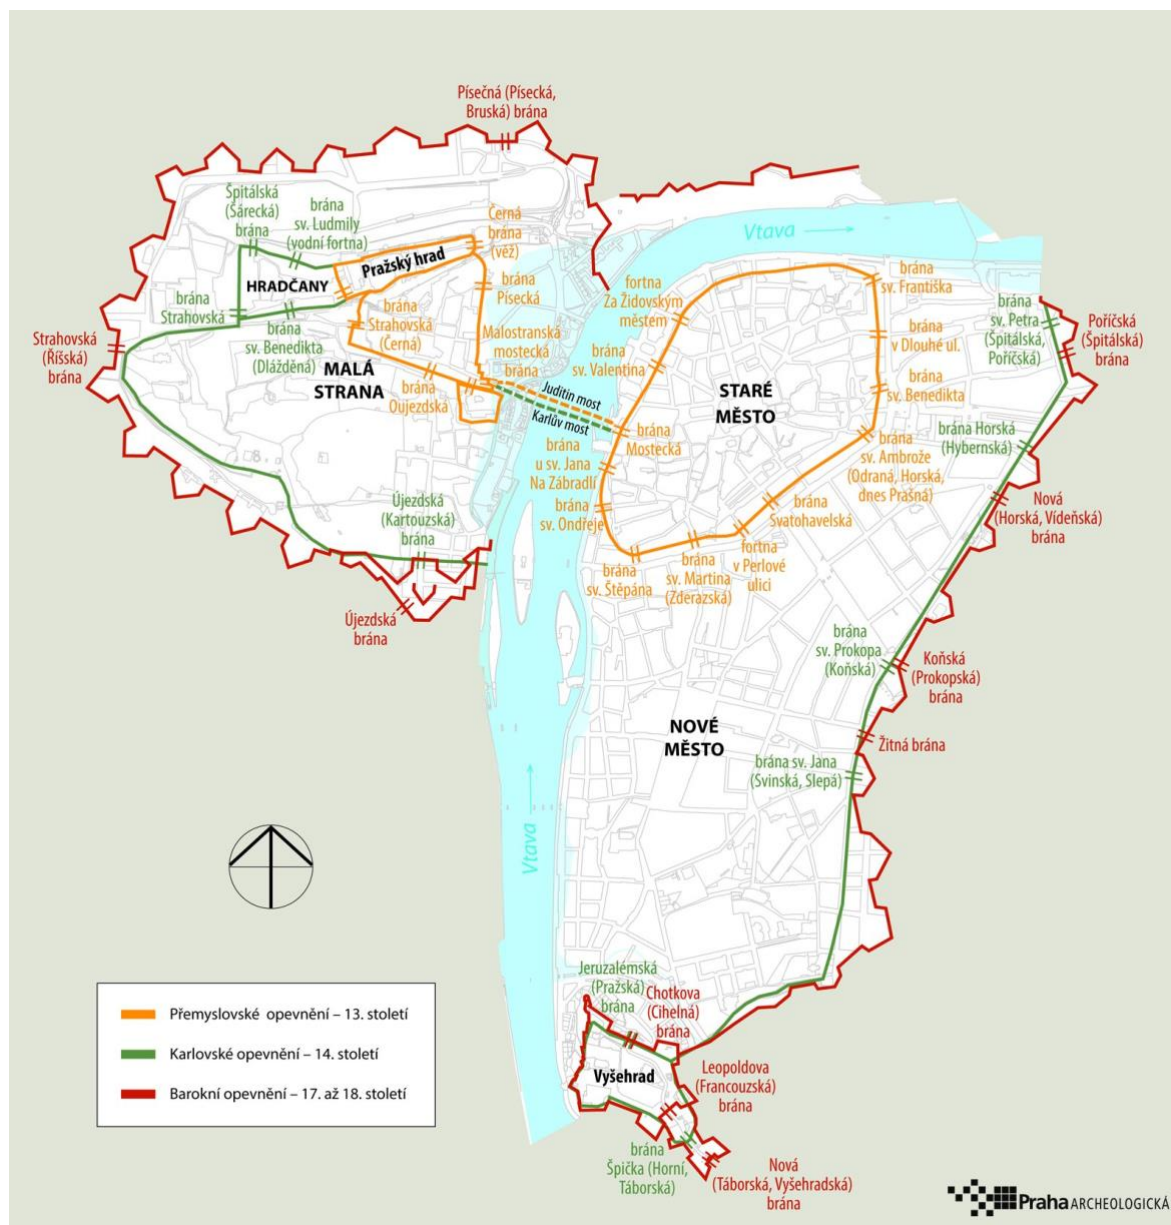 Písečná (Písecká,
Bruská) brána
Špitálská
(Šárecká)
brána
brána
sv. Ludmily
(vodní fortna)
Černá
brána
(věž)
Pražský hrad
HRADČANY
brána
Strahovská
brána
Písecká
Vltava
fortna
Za Židovským
městem
brána
sv. Františka
brána
sv. Petra
(Špitálská,
Poříčská)
Poříčská
(Špitálská)
brána
Strahovská
(Říšská)
brána
brána
sv. Benedikta
(Dlážděná)
brána
Strahovská
(Černá)
Malostranská
mostecká
brána
brána
sv. Valentina
brána
v Dlouhé ul.
MALÁ
STRANA
brána
Oujezdská
Juditin most
Karlův most
STARÉ
MĚSTO
brána
sv. Benedikta
brána
Mostecká
brána
u sv. Jana
Na Zábradlí
brána
sv. Ondřeje
brána
sv. Ambrože
(Odraná, Horská,
dnes Prašná)
brána Horská
(Hybernská)
Nová
(Horská, Vídeňská)
brána
brána
Svatohavelská
fortna
v Perlové
ulici
brána
sv. Martina
(Zderazská)
brána
sv. Štěpána
Újezdská
(Kartouzská)
brána
Újezdská
brána
brána
sv. Prokopa
(Koňská)
Koňská
(Prokopská)
brána
NOVÉ
MĚSTO
Žitná brána
brána sv. Jana
(Svinská, Slepá)
Vltava
Jeruzalémská
(Pražská)
brána
Chotkova
(Cihelná)
brána
Vyšehrad
Leopoldova
(Francouzská)
brána
brána
Špička (Horní,
Táborská)
Nová
(Táborská, Vyšehradská)
brána
Přemyslovské opevnění – 13. století
Karlovské opevnění – 14. století
Barokní opevnění – 17. až 18. století
Praha ARCHEOLOGICKÁ